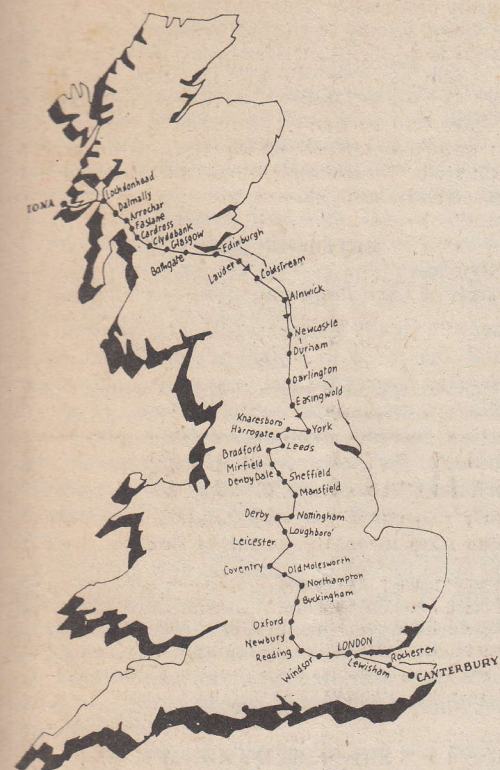 IONA
Lochdonhead
Dalmally
Arrochar
Faslane
Cardross
Clydebank
Glasgow
Bathgate
Edinburgh
Lauder
Coldstream
Alnwick
Newcastle
Durham
Darlington
Easingwold
York
Knaresboro'
Harrogate
Leeds
Bradford
Mirfield
Denby Dale
Sheffield
Mansfield
Nottingham
Derby
Loughboro'
Leicester
Coventry
Old Molesworth
Northampton
Buckingham
Oxford
Newbury
Reading
Windsor
LONDON
Lewisham
Rochester
CANTERBURY